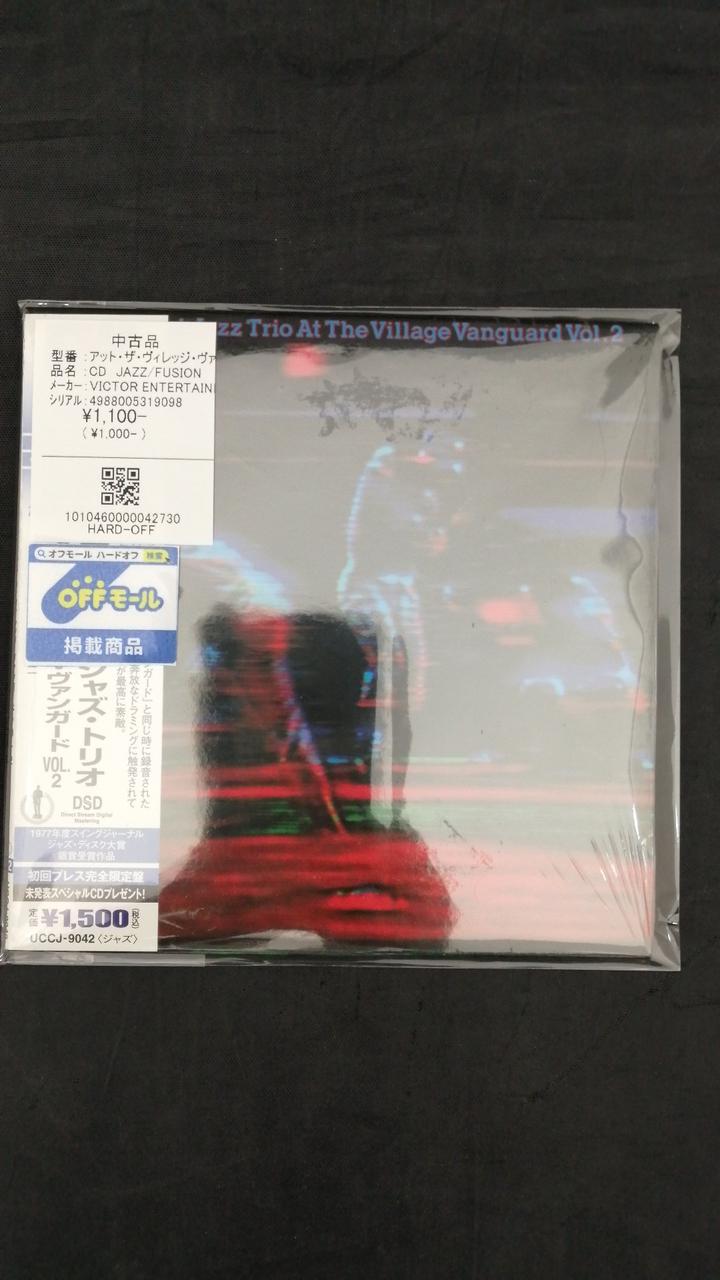 zz Trio At The Village Vanguard Vol. 2
中古品
型番 :アット・ザ・ヴィレッジ・ヴァ
品名 :CD JAZZ/FUSION
メーカー:VICTOR ENTERTAIN
シリアル:4988005319098
¥1,100-
( ¥1,000- )
1010460000042730
HARD-OFF
オフモール ハードオフ 検索
OFFモール
掲載商品
ンガード」と同じ時に録音された
奔放なドラミングに触発されて
が最高に素敵。
ジャズ・トリオ
ヴァンガード VOL. 2
DSD
Direct Stream Digital
Mastering
1977年度スイングジャーナル
ジャズ・ディスク大賞
銀賞受賞作品
初回プレス完全限定盤
未発表スペシャルCDプレゼント!
定価 ¥1,500 (税込)
UCCJ-9042〈ジャズ〉